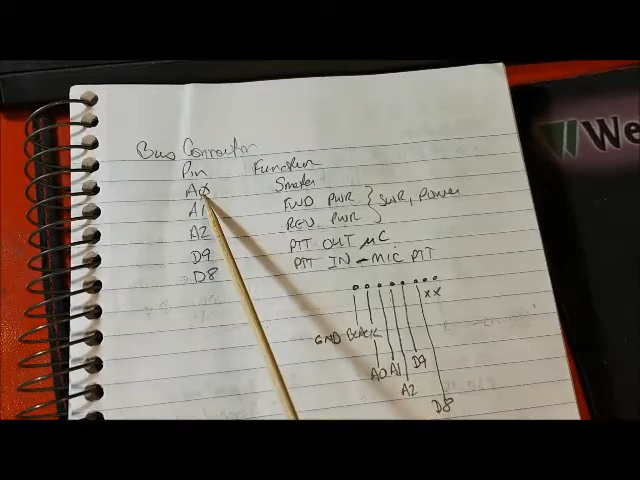 Bus Connector
Pin Function
A0 Smeter
A1 FWD PWR } SWR, Power
A2 REV PWR
D9 PTT OUT µC
D8 PTT IN - MIC PTT
XX
GND BLACK
A0 A1 D9
A2
D8
We